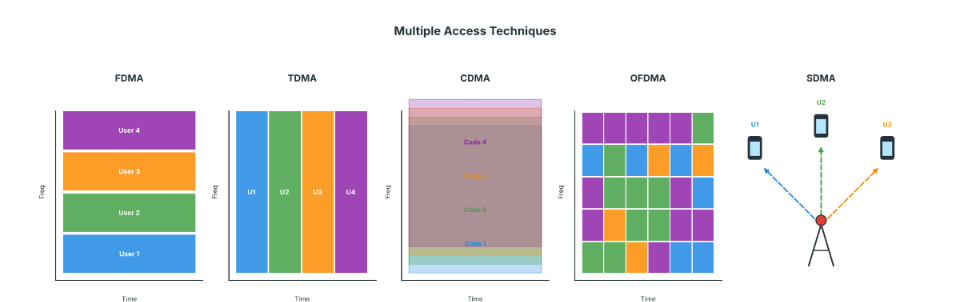 Multiple Access Techniques
FDMA
TDMA
CDMA
OFDMA
SDMA
Freq
User 4
User 3
User 2
User 1
Time
Freq
U1
U2
U3
U4
Time
Freq
Code 4
Code 2
Code 1
Time
Freq
Time
U1
U2
U3